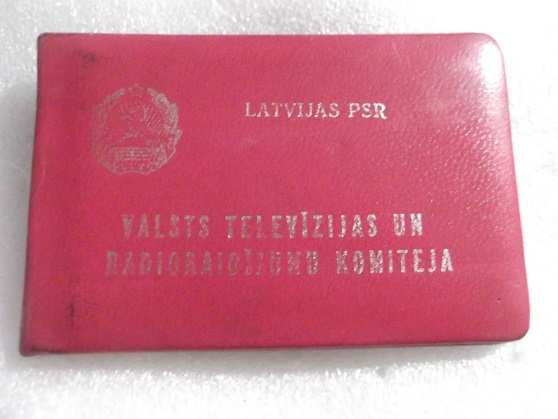 LATVIJAS PSR
VALSTS TELEVĪZIJAS UN
RADIORAIDĪJUMU KOMITEJA